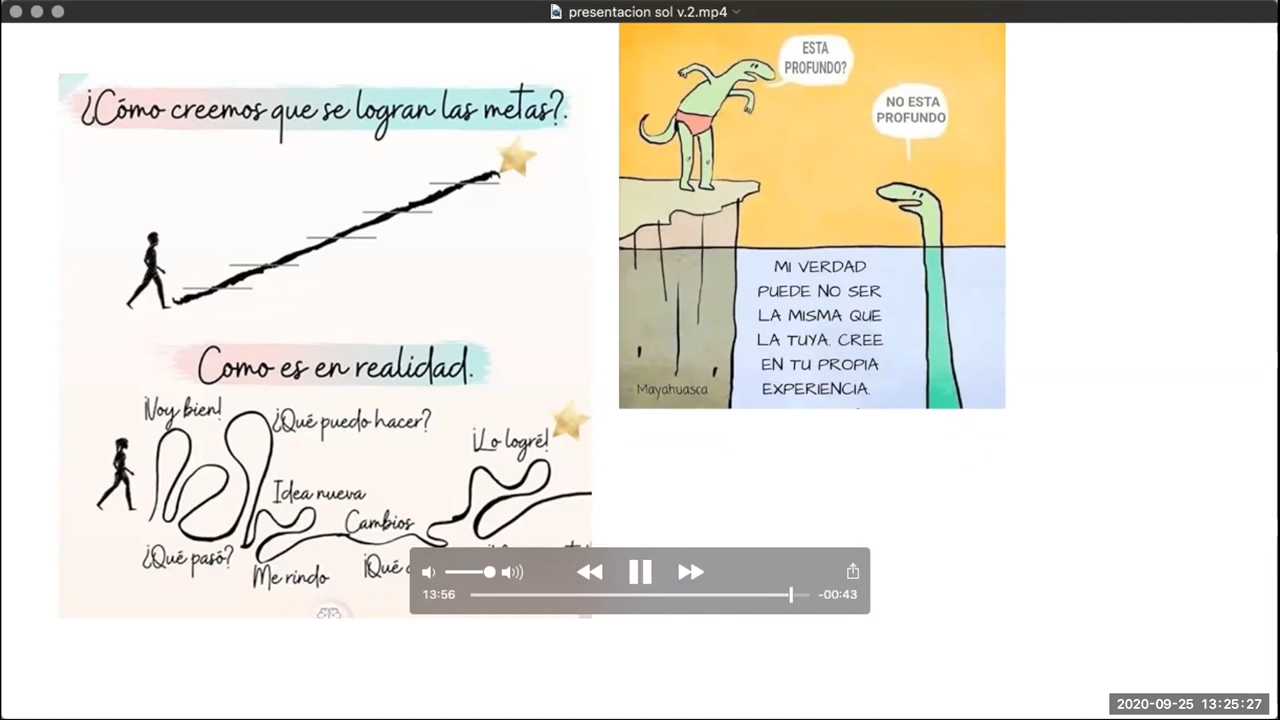 presentacion sol v.2.mp4
¿Cómo creemos que se logran las metas?.
Como es en realidad.
¡Voy bien!
¿Qué puedo hacer?
¡Lo logré!
Idea nueva
Cambios
¿Qué pasó?
Me rindo
¡Qué
ESTA
PROFUNDO?
NO ESTA
PROFUNDO
MI VERDAD
PUEDE NO SER
LA MISMA QUE
LA TUYA. CREE
EN TU PROPIA
EXPERIENCIA.
Mayahuasca
13:56
-00:43
2020-09-25 13:25:27